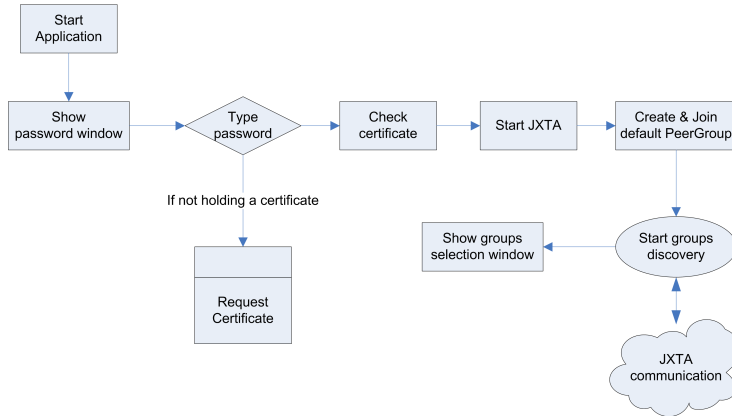 Start
Application
Show
password window
Type
password
Check
certificate
Start JXTA
Create & Join
default PeerGroup
If not holding a certificate
Request
Certificate
Show groups
selection window
Start groups
discovery
JXTA
communication